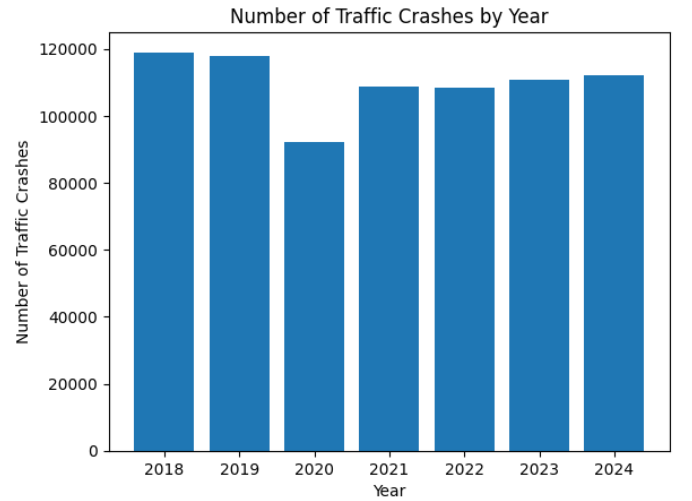 Number of Traffic Crashes by Year
120000
100000
80000
60000
40000
20000
0
Number of Traffic Crashes
2018 2019 2020 2021 2022 2023 2024
Year